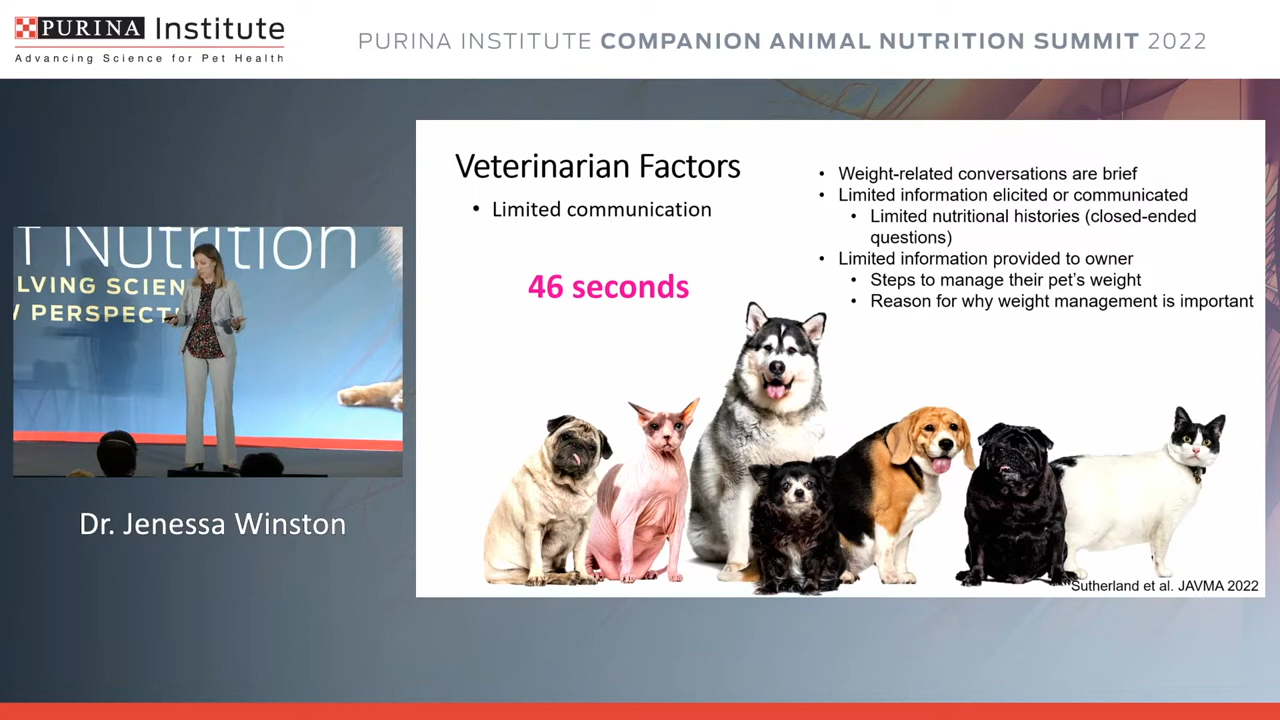 PURINA Institute
Advancing Science for Pet Health
PURINA INSTITUTE COMPANION ANIMAL NUTRITION SUMMIT 2022
Nutrition
LVING SCIEN
PERSPECT
Dr. Jenessa Winston
Veterinarian Factors
• Limited communication
46 seconds
• Weight-related conversations are brief
• Limited information elicited or communicated
• Limited nutritional histories (closed-ended
questions)
• Limited information provided to owner
• Steps to manage their pet's weight
• Reason for why weight management is important
Sutherland et al. JAVMA 2022